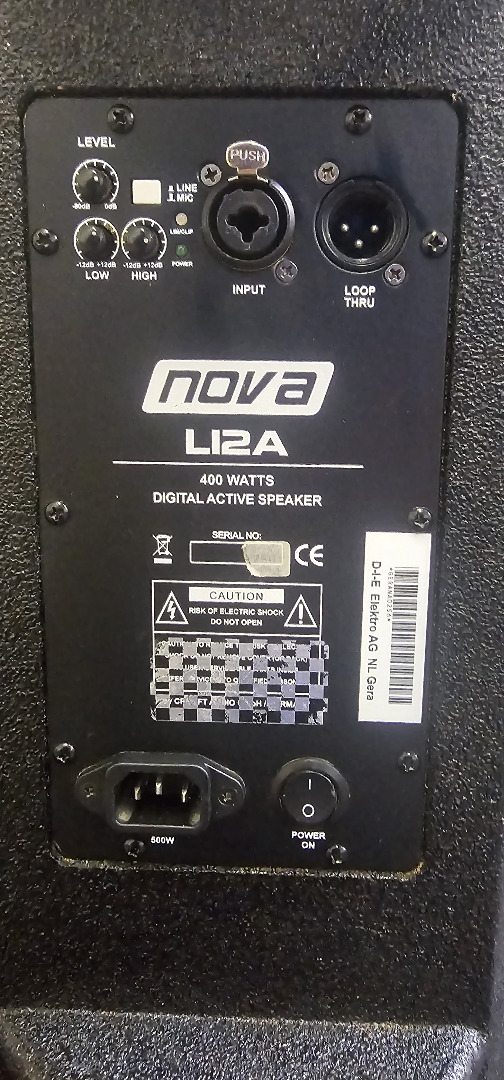 LEVEL
PUSH
LINE
MIC
-80dB 0dB
LIM/CLIP
-12dB +12dB -12dB +12dB
POWER
LOW HIGH
INPUT
LOOP
THRU
nova
L12A
400 WATTS
DIGITAL ACTIVE SPEAKER
SERIAL NO:
CE
D-I-E Elektro AG NL Gera
CAUTION
RISK OF ELECTRIC SHOCK
DO NOT OPEN
500W
I
O
POWER
ON